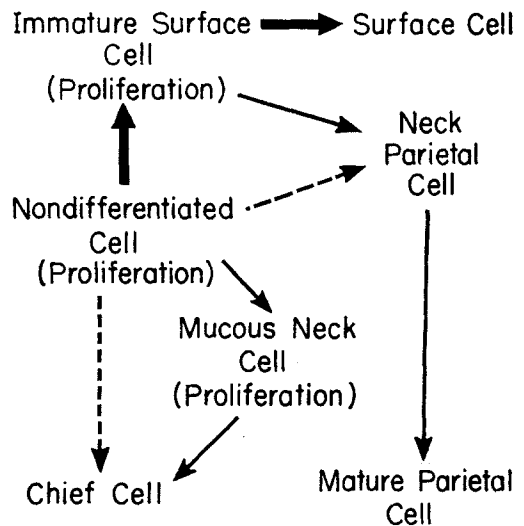 Immature Surface
Cell
(Proliferation)
Surface Cell
Neck
Parietal
Cell
Nondifferentiated
Cell
(Proliferation)
Mucous Neck
Cell
(Proliferation)
Chief Cell
Mature Parietal
Cell